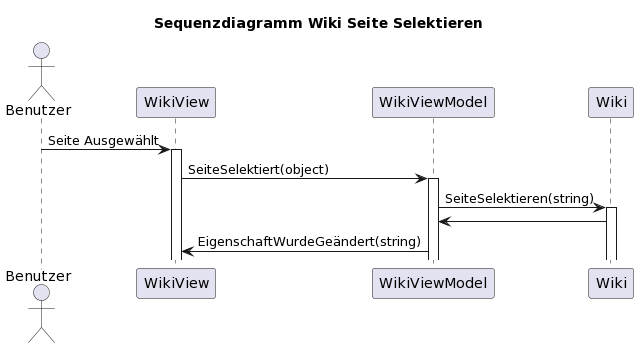 Sequenzdiagramm Wiki Seite Selektieren
Benutzer
WikiView
WikiViewModel
Wiki
Seite Ausgewählt
SeiteSelektiert(object)
SeiteSelektieren(string)
EigenschaftWurdeGeändert(string)
Benutzer
WikiView
WikiViewModel
Wiki